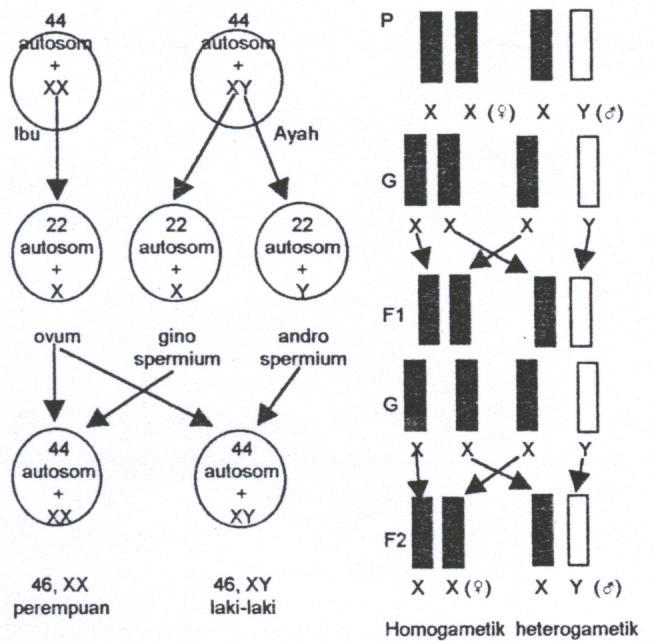 44
autosom
+
XX
44
autosom
+
XY
Ibu
Ayah
22
autosom
+
X
22
autosom
+
X
22
autosom
+
Y
ovum
gino
spermium
andro
spermium
44
autosom
+
XX
44
autosom
+
XY
46, XX
perempuan
46, XY
laki-laki
P
X X (♀) X Y (♂)
G
X X X Y
F1
G
X X X Y
F2
X X (♀) X Y (♂)
Homogametik heterogametik